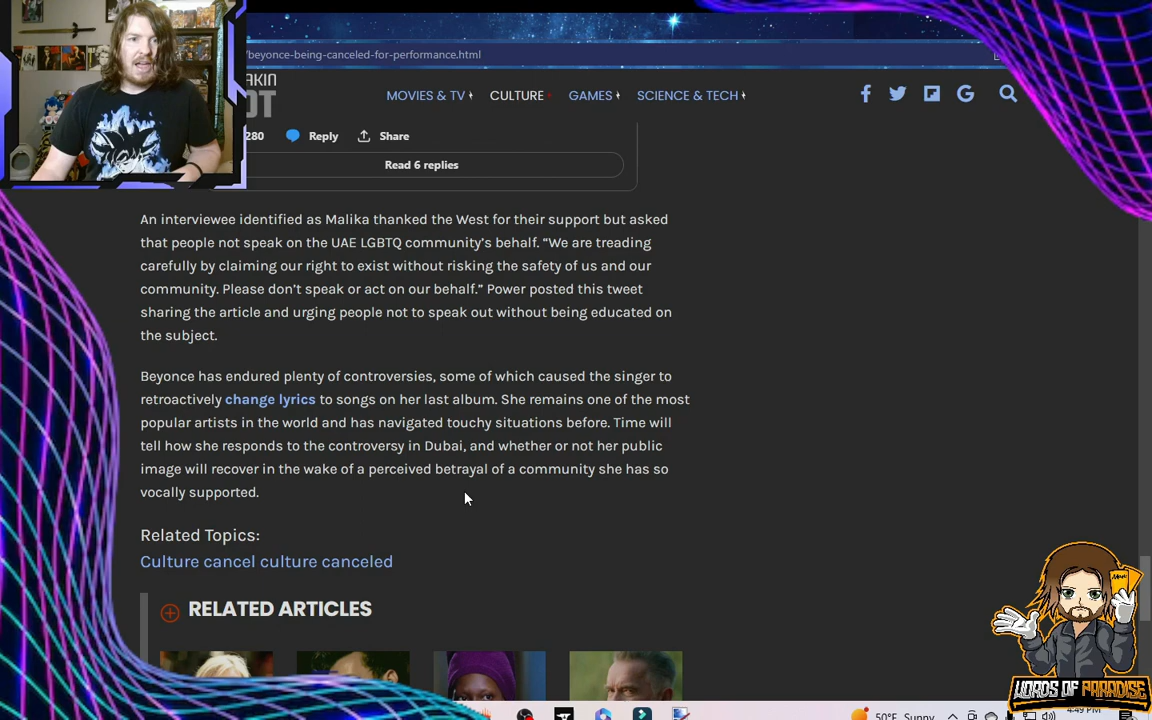 /beyonce-being-canceled-for-performance.html
MOVIES & TV
CULTURE
GAMES
SCIENCE & TECH
280
Reply
Share
Read 6 replies
An interviewee identified as Malika thanked the West for their support but asked
that people not speak on the UAE LGBTQ community's behalf. “We are treading
carefully by claiming our right to exist without risking the safety of us and our
community. Please don't speak or act on our behalf.” Power posted this tweet
sharing the article and urging people not to speak out without being educated on
the subject.
Beyonce has endured plenty of controversies, some of which caused the singer to
retroactively change lyrics to songs on her last album. She remains one of the most
popular artists in the world and has navigated touchy situations before. Time will
tell how she responds to the controversy in Dubai, and whether or not her public
image will recover in the wake of a perceived betrayal of a community she has so
vocally supported.
Related Topics:
Culture cancel culture canceled
RELATED ARTICLES
WORDS OF PARADISE
50°F Sunny
4:49 PM